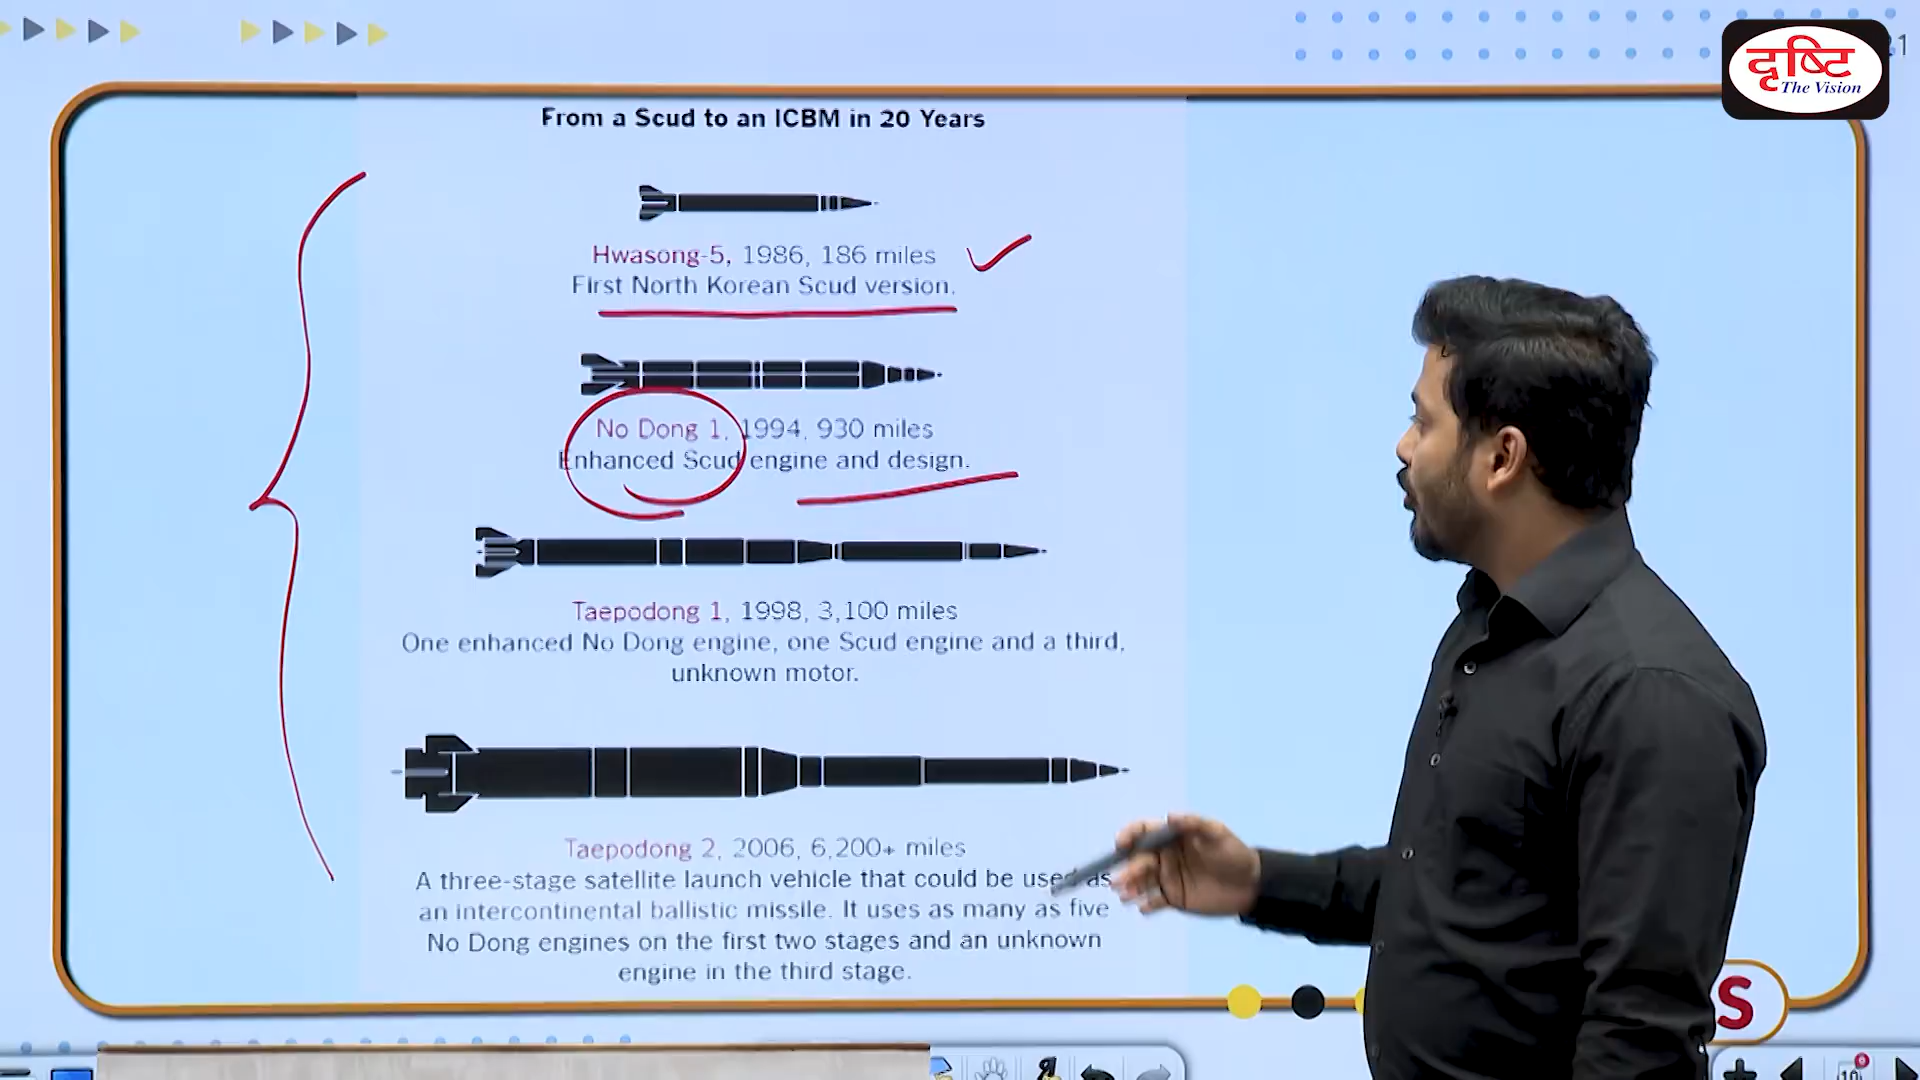 दृष्टि
The Vision
From a Scud to an ICBM in 20 Years
Hwasong-5, 1986, 186 miles
First North Korean Scud version.
No Dong 1, 1994, 930 miles
Enhanced Scud engine and design.
Taepodong 1, 1998, 3,100 miles
One enhanced No Dong engine, one Scud engine and a third,
unknown motor.
Taepodong 2, 2006, 6,200+ miles
A three-stage satellite launch vehicle that could be used as
an intercontinental ballistic missile. It uses as many as five
No Dong engines on the first two stages and an unknown
engine in the third stage.
S